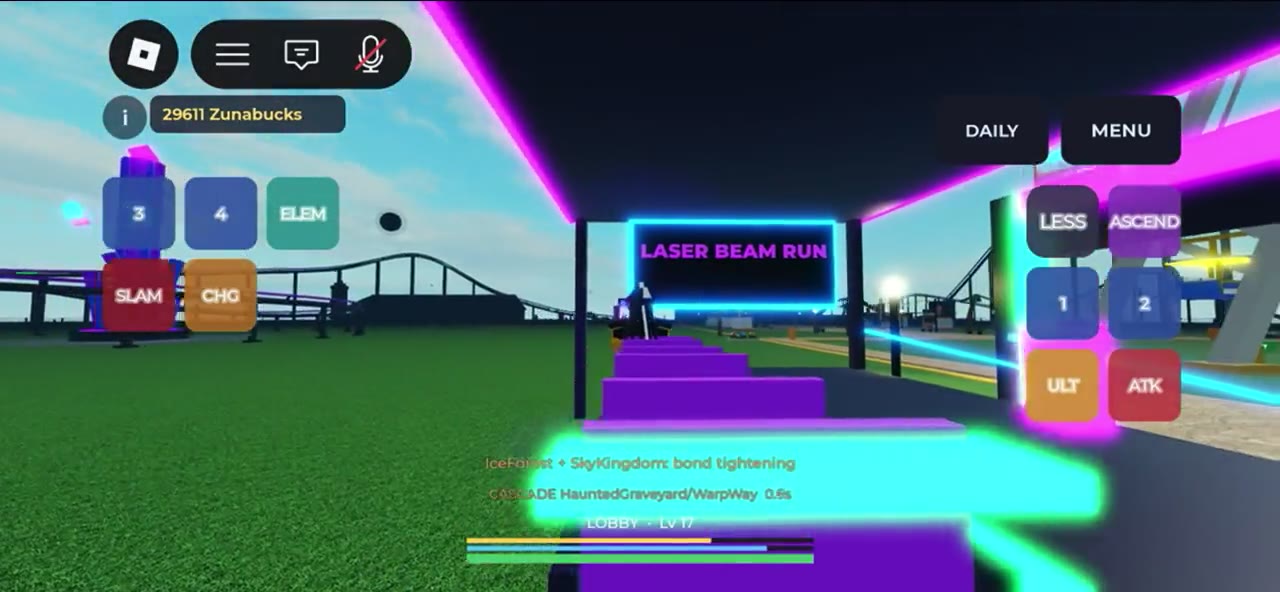 i
29611 Zunabucks
DAILY
MENU
3
4
ELEM
LESS
ASCEND
LASER BEAM RUN
SLAM
CHG
1
2
ULT
ATK
IceForest + SkyKingdom: bond tightening
CASCADE HauntedGraveyard/WarpWay 0.6s
LOBBY · LV 17